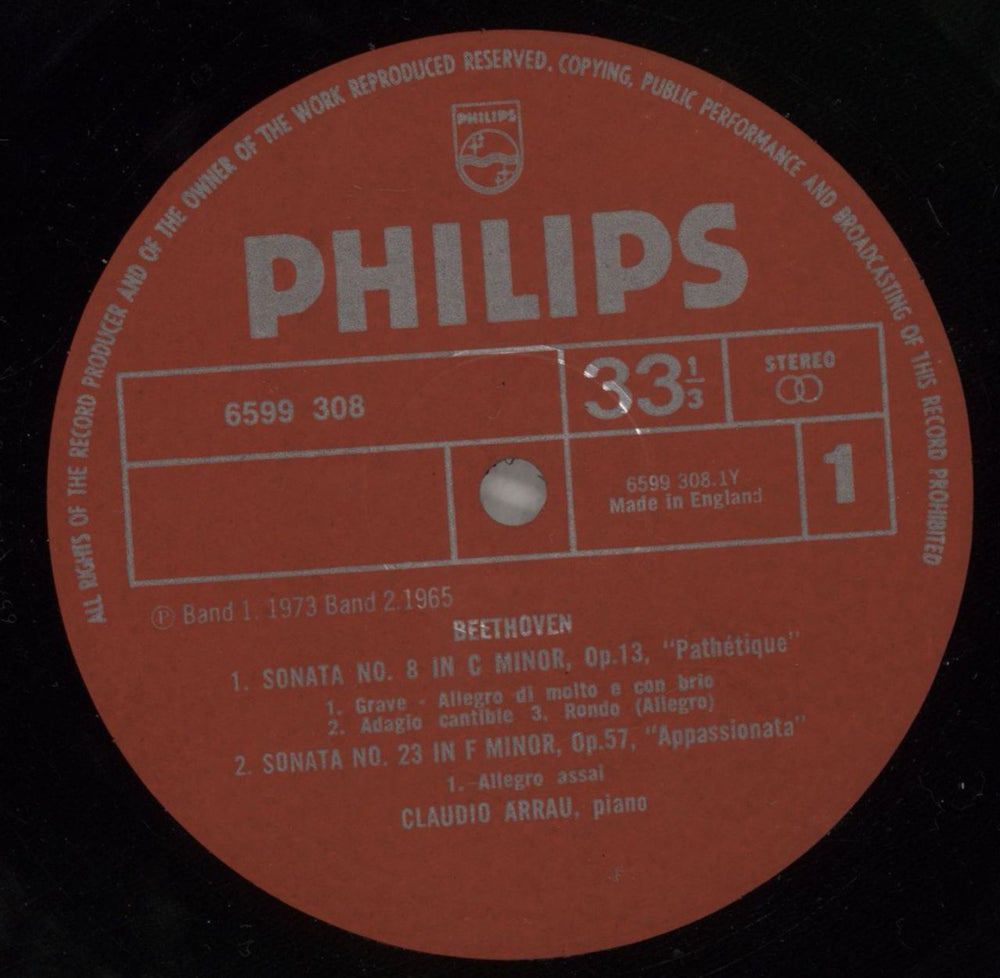 ALL RIGHTS OF THE RECORD PRODUCER AND OF THE OWNER OF THE WORK REPRODUCED RESERVED. COPYING, PUBLIC PERFORMANCE AND BROADCASTING OF THIS RECORD PROHIBITED
PHILIPS
PHILIPS
6599 308
33 1/3
STEREO
6599 308.1Y
Made in England
1
Ⓟ Band 1. 1973 Band 2.1965
BEETHOVEN
1. SONATA NO. 8 IN C MINOR, Op.13, "Pathétique"
1. Grave - Allegro di molto e con brio
2. Adagio cantible 3. Rondo (Allegro)
2. SONATA NO. 23 IN F MINOR, Op.57, "Appassionata"
1.-Allegro assai
CLAUDIO ARRAU, piano